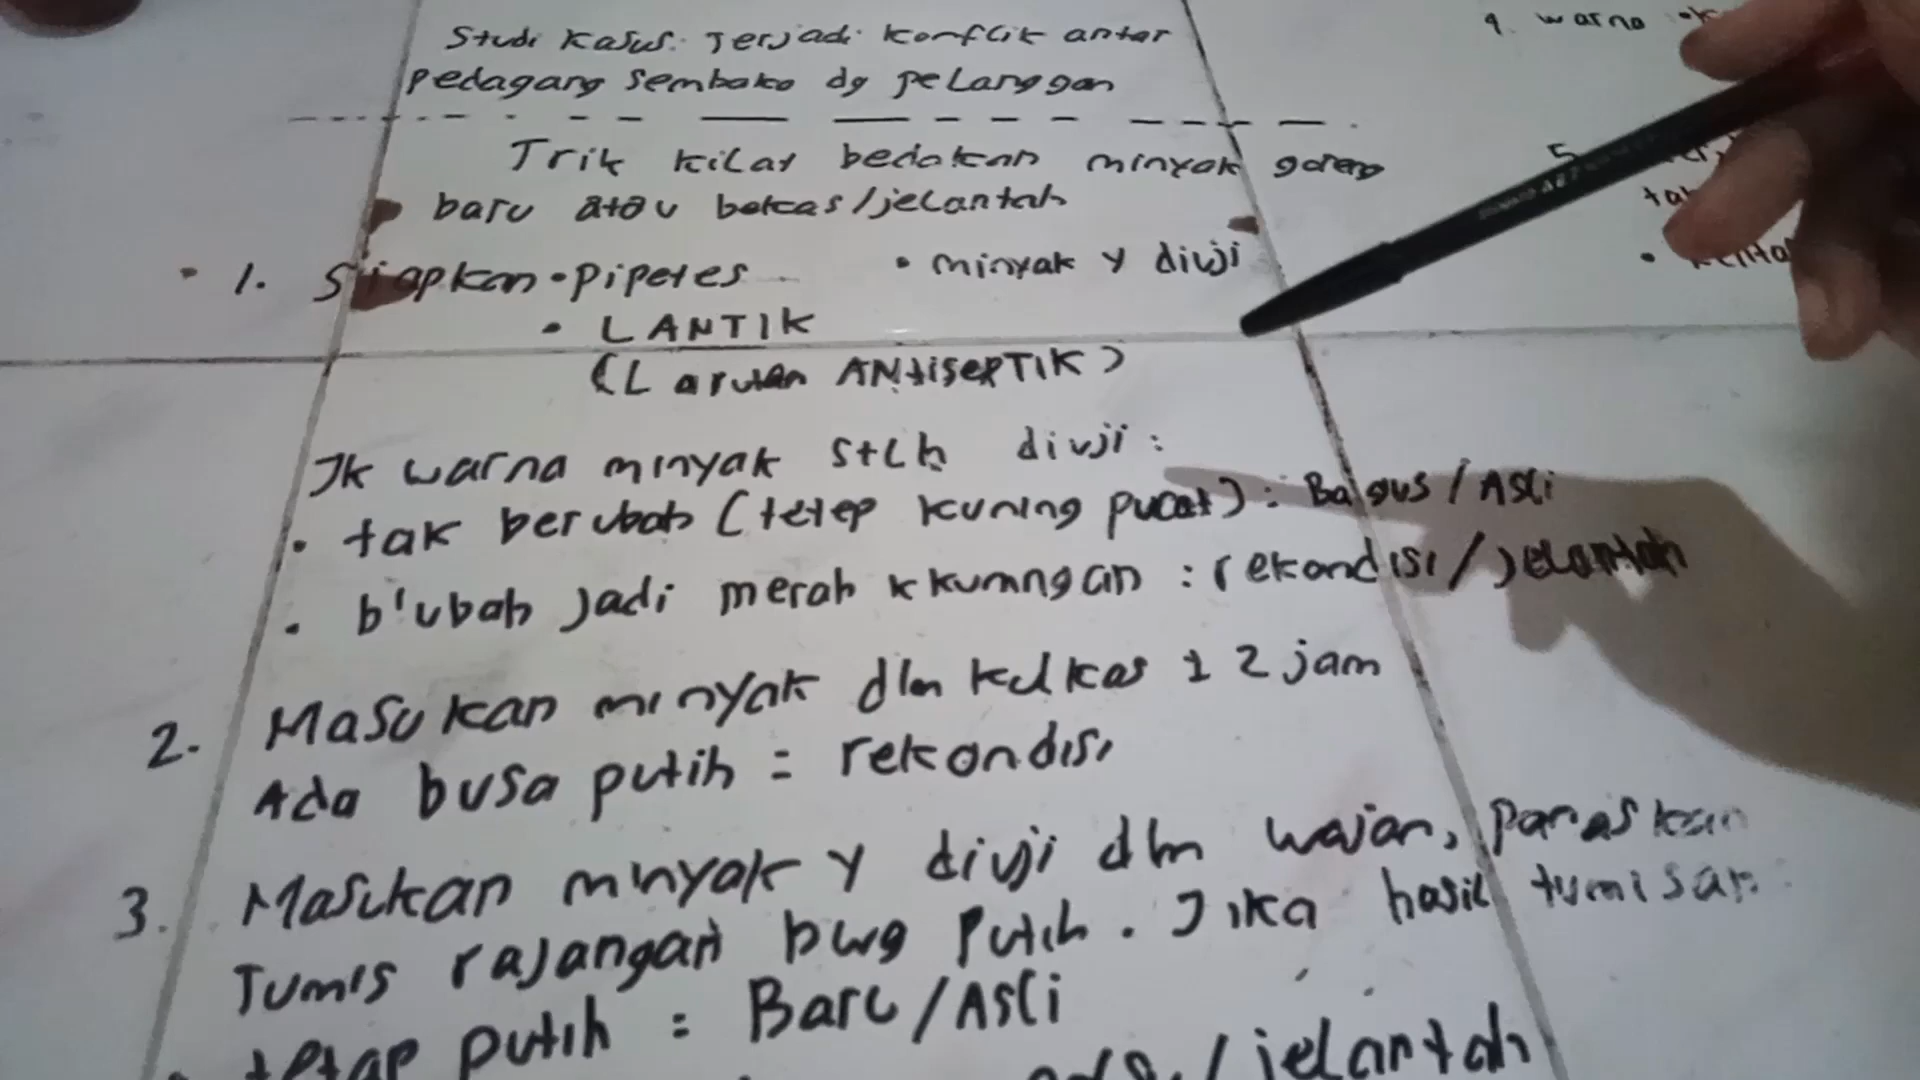 Studi Kasus: Terjadi konflik antar
pedagang sembako dg pelanggan
Trik kilat bedakan minyak goreng
baru atau bekas/jelantah
1. Siapkan • pipetes • minyak y diuji
• LANTIK
(Larutan ANtisepTIK)
Jk warna minyak stlh diuji:
• tak berubah (tetep kuning pucat): Bagus/Asli
• b'ubah jadi merah kkuningan : rekondisi/jelantah
2. Masukan minyak dlm kulkas ± 2 jam
Ada busa putih = rekondisi
3. Masukan minyak y diuji dlm wajan, panaskan
Tumis rajangan bwg putih. Jika hasil tumisan
• tetap putih : Baru/Asli
/jelantah
4. warna
5.
•